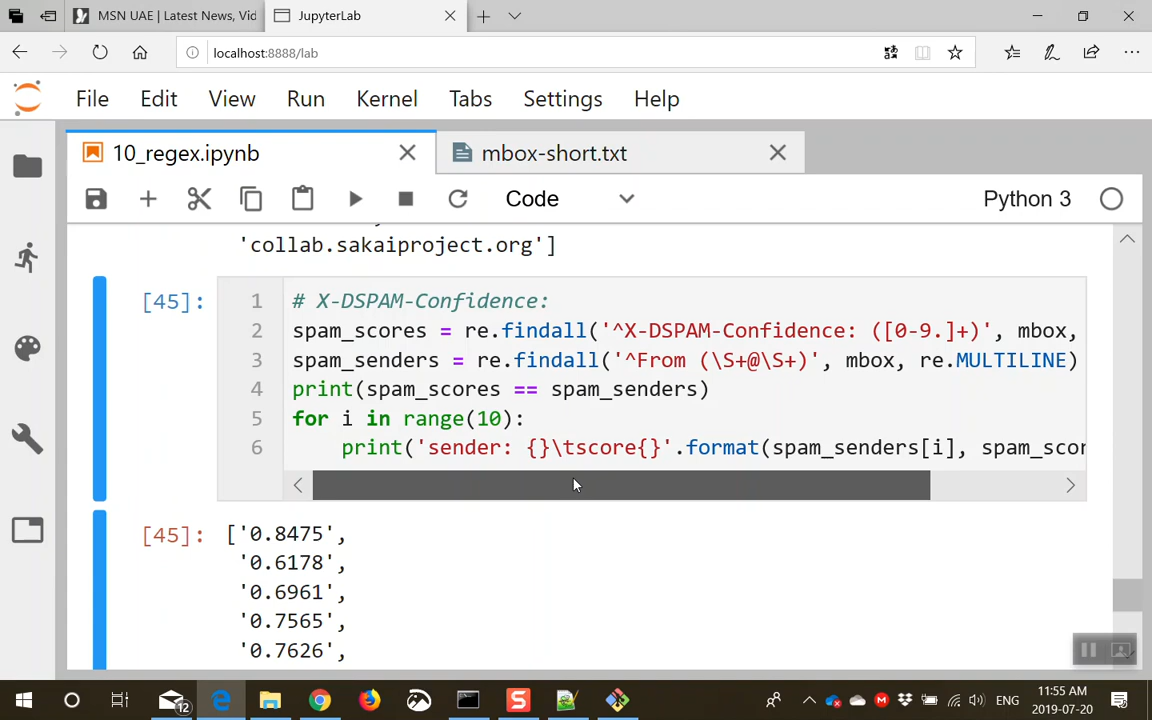 MSN UAE | Latest News, Vid
JupyterLab
localhost:8888/lab
File Edit View Run Kernel Tabs Settings Help
10_regex.ipynb
mbox-short.txt
Code
Python 3
'collab.sakaiproject.org']
[45]:
1 # X-DSPAM-Confidence:
2 spam_scores = re.findall('^X-DSPAM-Confidence: ([0-9.]+)', mbox,
3 spam_senders = re.findall('^From (\S+@\S+)', mbox, re.MULTILINE)
4 print(spam_scores == spam_senders)
5 for i in range(10):
6 print('sender: {}\tscore{}'.format(spam_senders[i], spam_scor
[45]: ['0.8475',
'0.6178',
'0.6961',
'0.7565',
'0.7626',
12
ENG
11:55 AM
2019-07-20